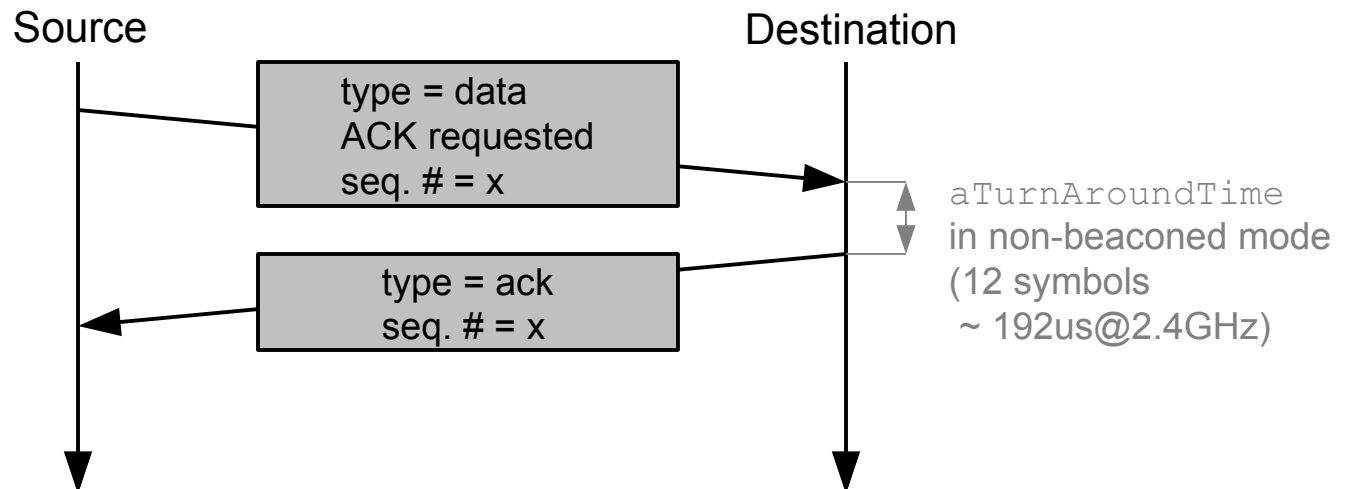 Source
Destination
type = data
ACK requested
seq. # = x
aTurnAroundTime
in non-beaconed mode
(12 symbols
~ 192us@2.4GHz)
type = ack
seq. # = x